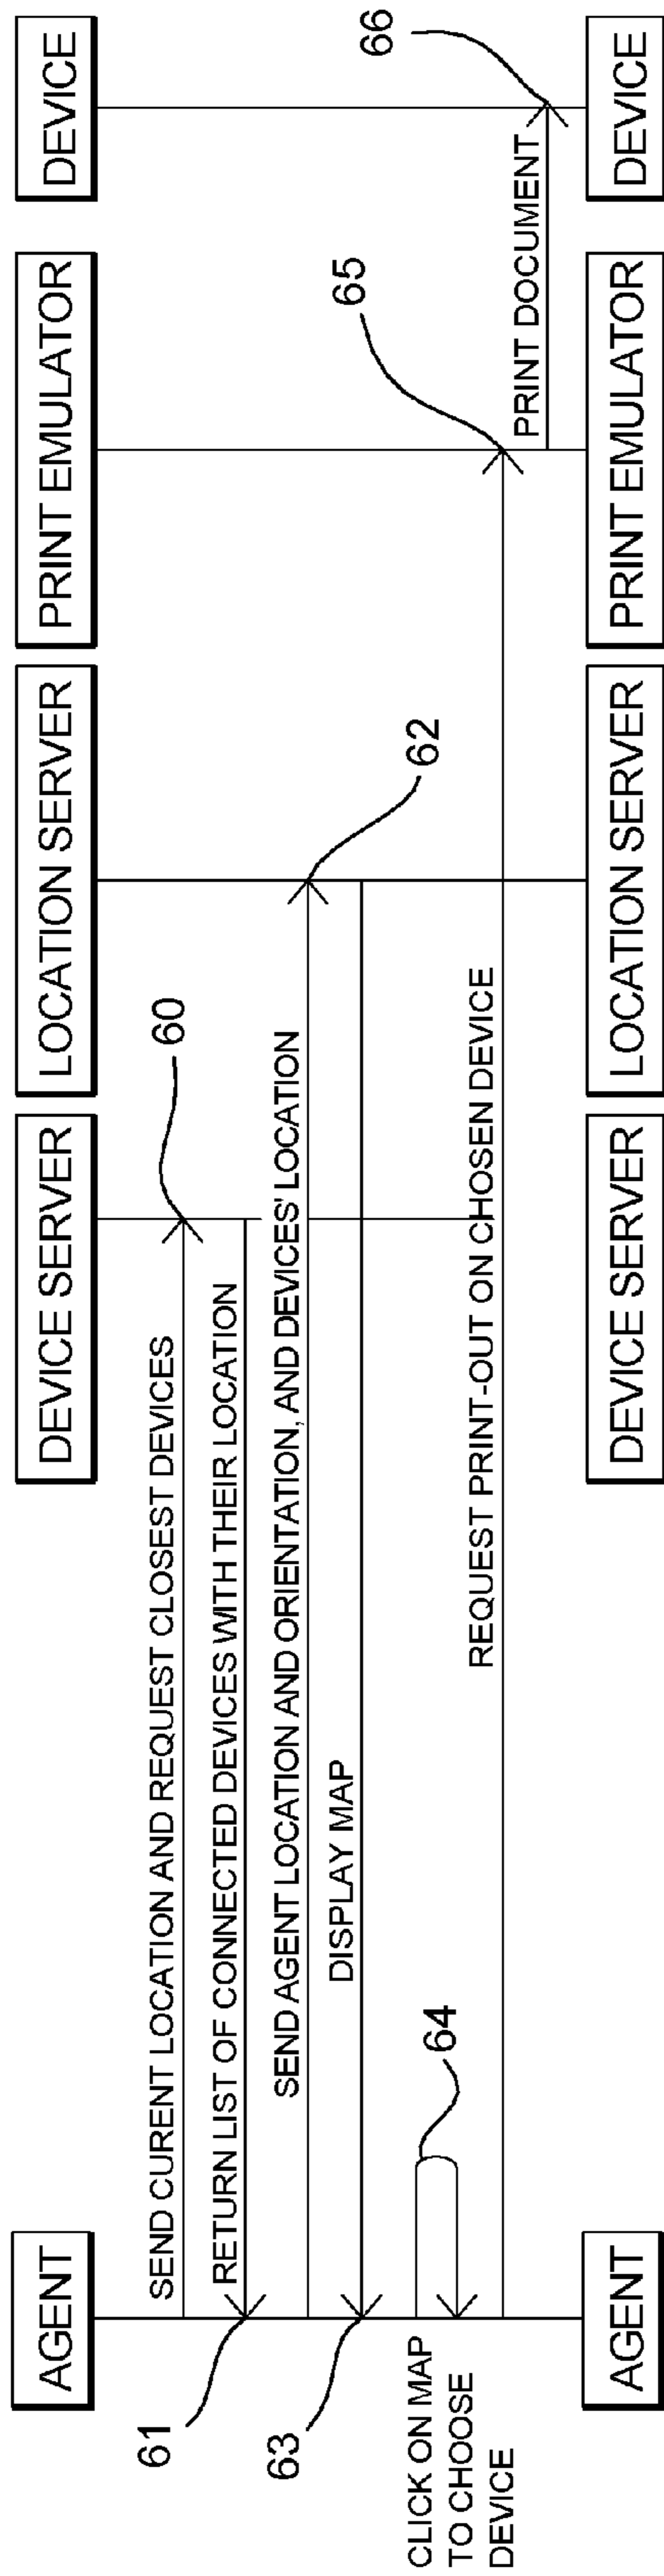 AGENT
DEVICE SERVER
LOCATION SERVER
PRINT EMULATOR
DEVICE
SEND CURENT LOCATION AND REQUEST CLOSEST DEVICES
60
61
RETURN LIST OF CONNECTED DEVICES WITH THEIR LOCATION
SEND AGENT LOCATION AND ORIENTATION, AND DEVICES' LOCATION
62
63
DISPLAY MAP
CLICK ON MAP
TO CHOOSE
DEVICE
64
REQUEST PRINT-OUT ON CHOSEN DEVICE
65
PRINT DOCUMENT
66
AGENT
DEVICE SERVER
LOCATION SERVER
PRINT EMULATOR
DEVICE